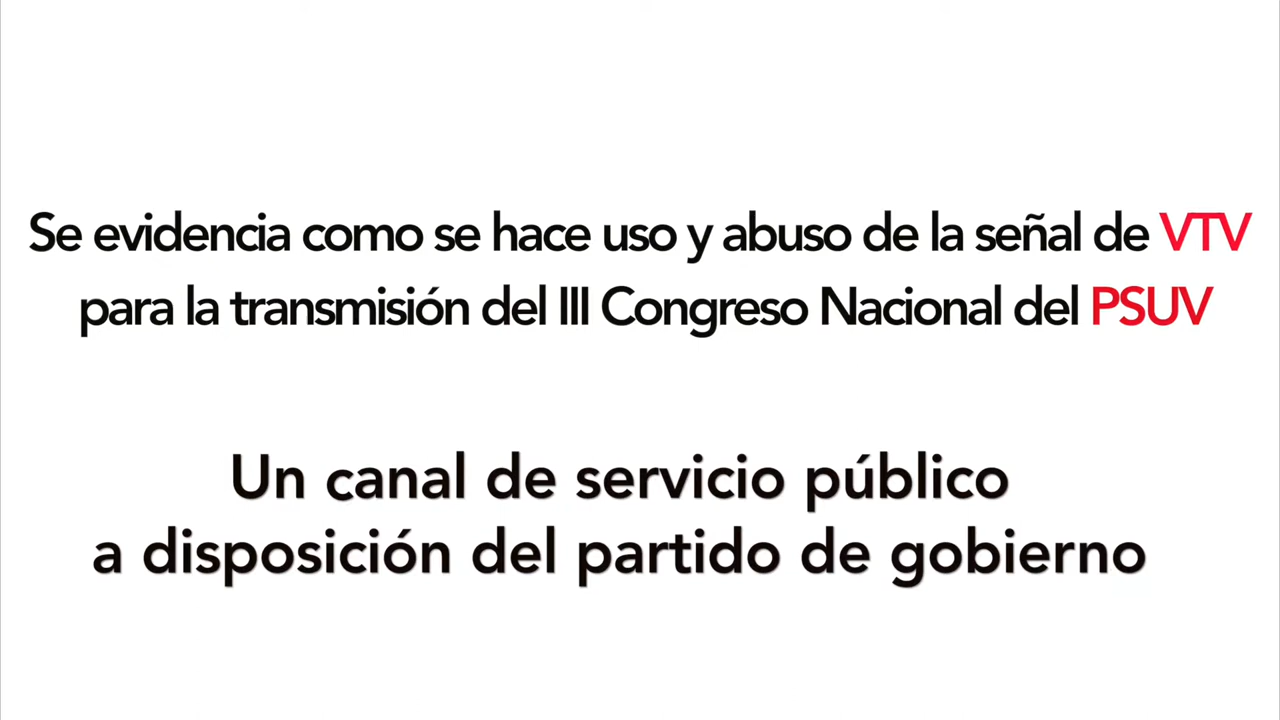 Se evidencia como se hace uso y abuso de la señal de VTV
para la transmisión del III Congreso Nacional del PSUV
Un canal de servicio público
a disposición del partido de gobierno